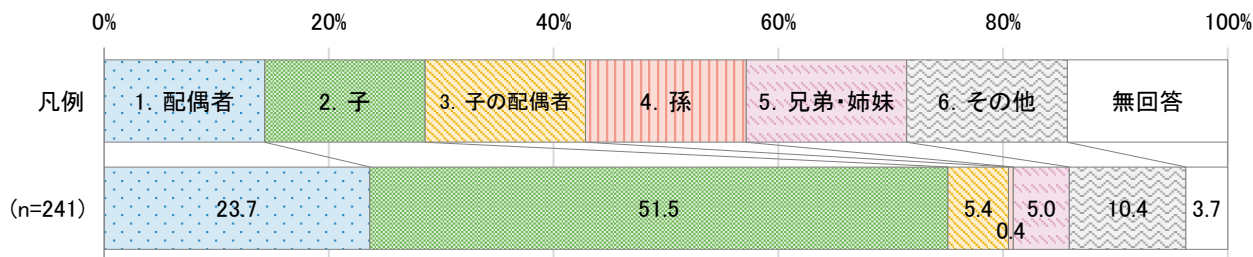 0% 20% 40% 60% 80% 100%
凡例 1. 配偶者 2. 子 3. 子の配偶者 4. 孫 5. 兄弟・姉妹 6. その他 無回答
(n=241) 23.7 51.5 5.4 0.4 5.0 10.4 3.7